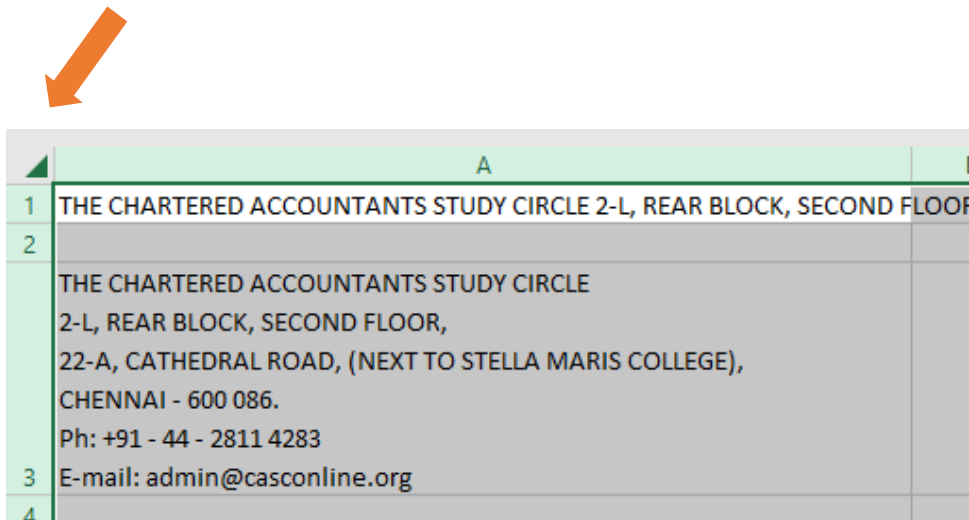 A
1 THE CHARTERED ACCOUNTANTS STUDY CIRCLE 2-L, REAR BLOCK, SECOND FLOOR
2
THE CHARTERED ACCOUNTANTS STUDY CIRCLE
2-L, REAR BLOCK, SECOND FLOOR,
22-A, CATHEDRAL ROAD, (NEXT TO STELLA MARIS COLLEGE),
CHENNAI - 600 086.
Ph: +91 - 44 - 2811 4283
3 E-mail: admin@casconline.org
4